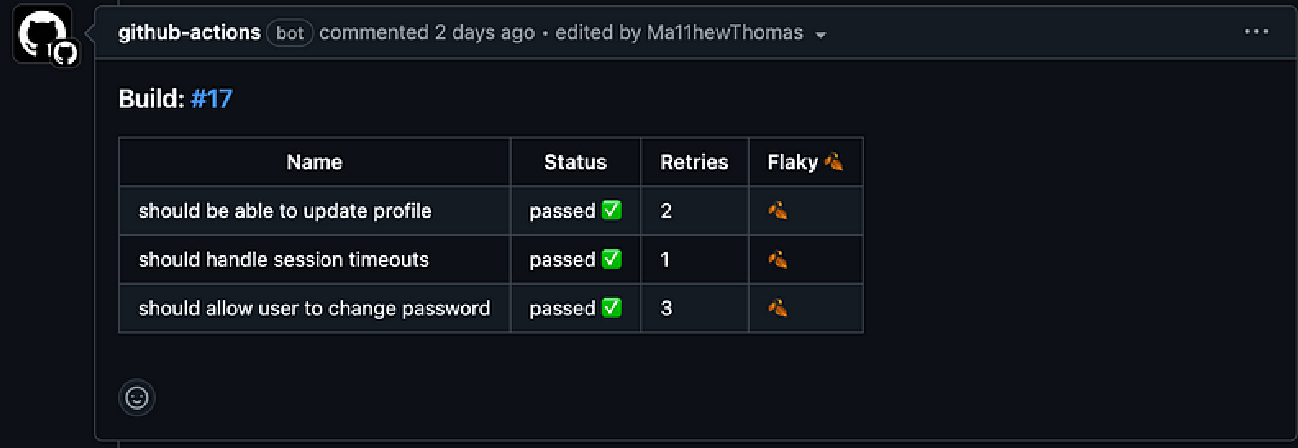 github-actions bot commented 2 days ago • edited by Ma11hewThomas
Build: #17
Name Status Retries Flaky 🍂
should be able to update profile passed ✅ 2 🍂
should handle session timeouts passed ✅ 1 🍂
should allow user to change password passed ✅ 3 🍂